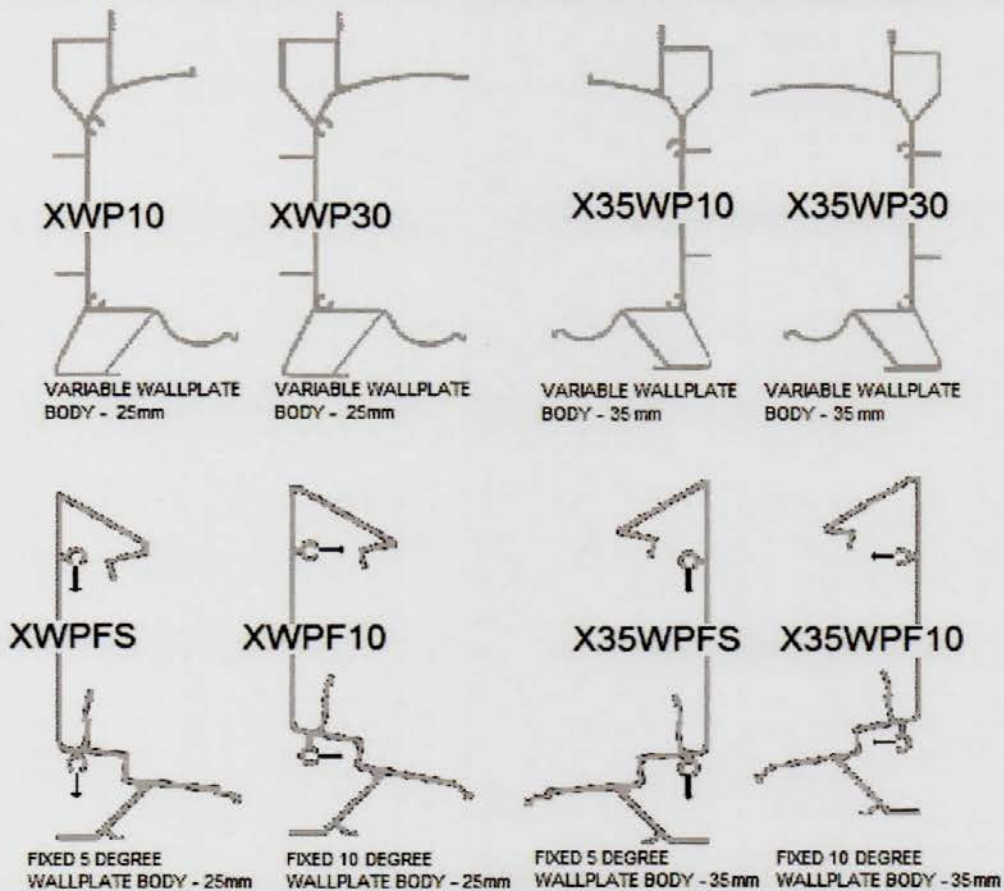 XWP10
XWP30
X35WP10
X35WP30
VARIABLE WALLPLATE
BODY - 25mm
VARIABLE WALLPLATE
BODY - 25mm
VARIABLE WALLPLATE
BODY - 35 mm
VARIABLE WALLPLATE
BODY - 35 mm
XWPFS
XWPF10
X35WPFS
X35WPF10
FIXED 5 DEGREE
WALLPLATE BODY - 25mm
FIXED 10 DEGREE
WALLPLATE BODY - 25mm
FIXED 5 DEGREE
WALLPLATE BODY - 35mm
FIXED 10 DEGREE
WALLPLATE BODY - 35mm